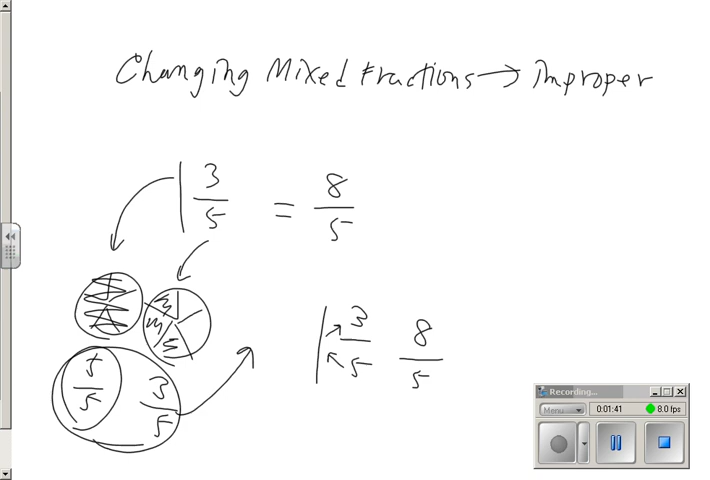 Changing Mixed Fractions → improper
1 3/5 = 8/5
5/5 3/5
1 3/5 8/5
Recording...
Menu 0:01:41 8.0 fps